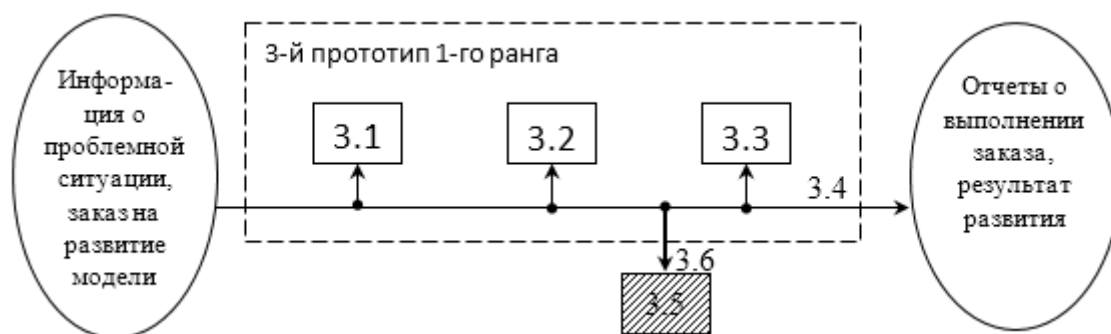 3-й прототип 1-го ранга
Информа-
ция о
проблемной
ситуации,
заказ на
развитие
модели
3.1
3.2
3.3
3.4
3.6
3.5
Отчеты о
выполнении
заказа,
результат
развития